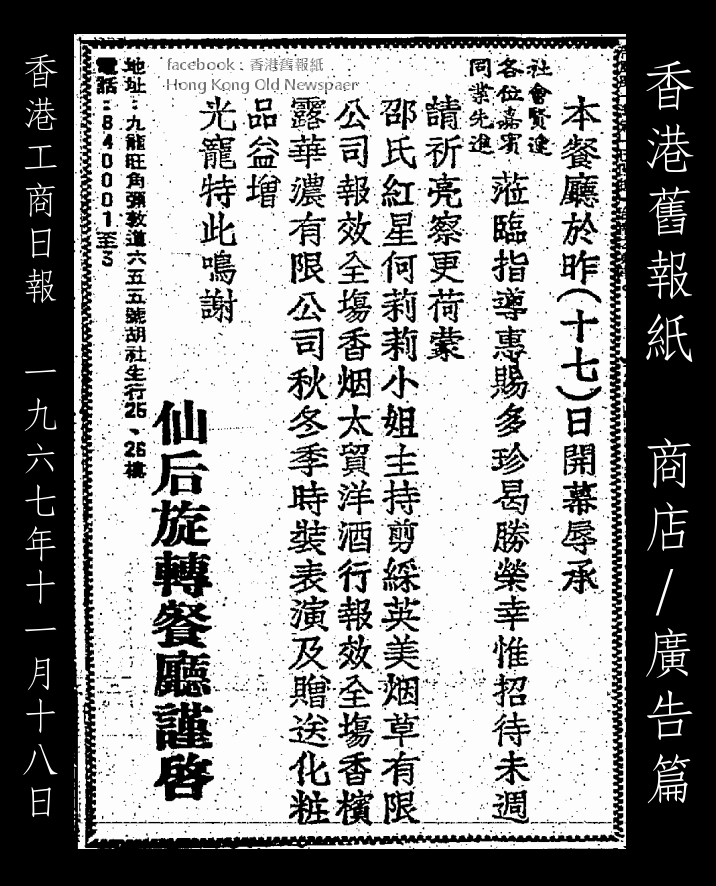 香港舊報紙 商店/廣告篇
本餐廳於昨(十七)日開幕辱承
社會賢達
各位嘉賓
同業先進
蒞臨指導惠賜多珍曷勝榮幸惟招待未週
請祈亮察更荷蒙
邵氏紅星何莉莉小姐主持剪綵英美烟草有限
公司報效全塲香烟太貿洋酒行報效全塲香檳
露華濃有限公司秋冬季時裝表演及贈送化粧
品益增
光寵特此鳴謝
仙后旋轉餐廳謹啓
地址:九龍旺角彌敦道六五五號胡社生行25、26樓
電話:840001至3
facebook : 香港舊報紙
Hong Kong Old Newspaer
香港工商日報 一九六七年十一月十八日